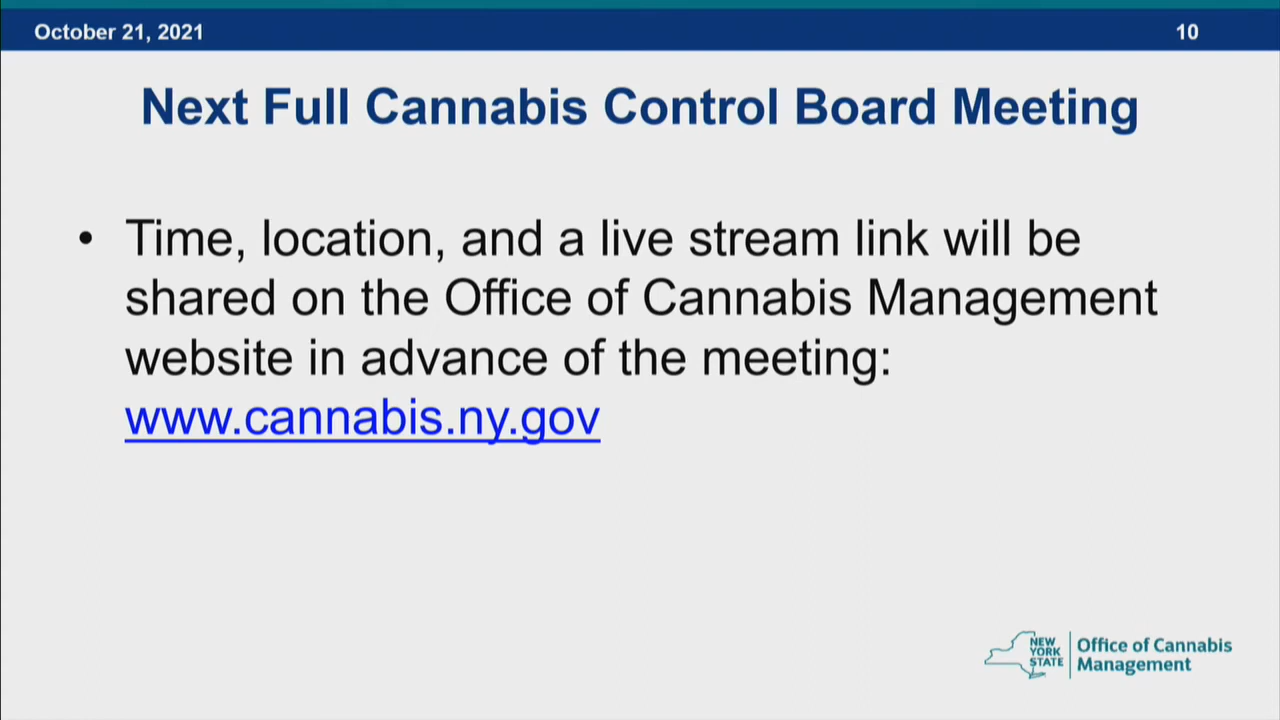 October 21, 2021
10
Next Full Cannabis Control Board Meeting
• Time, location, and a live stream link will be
shared on the Office of Cannabis Management
website in advance of the meeting:
www.cannabis.ny.gov
NEW
YORK
STATE
Office of Cannabis
Management